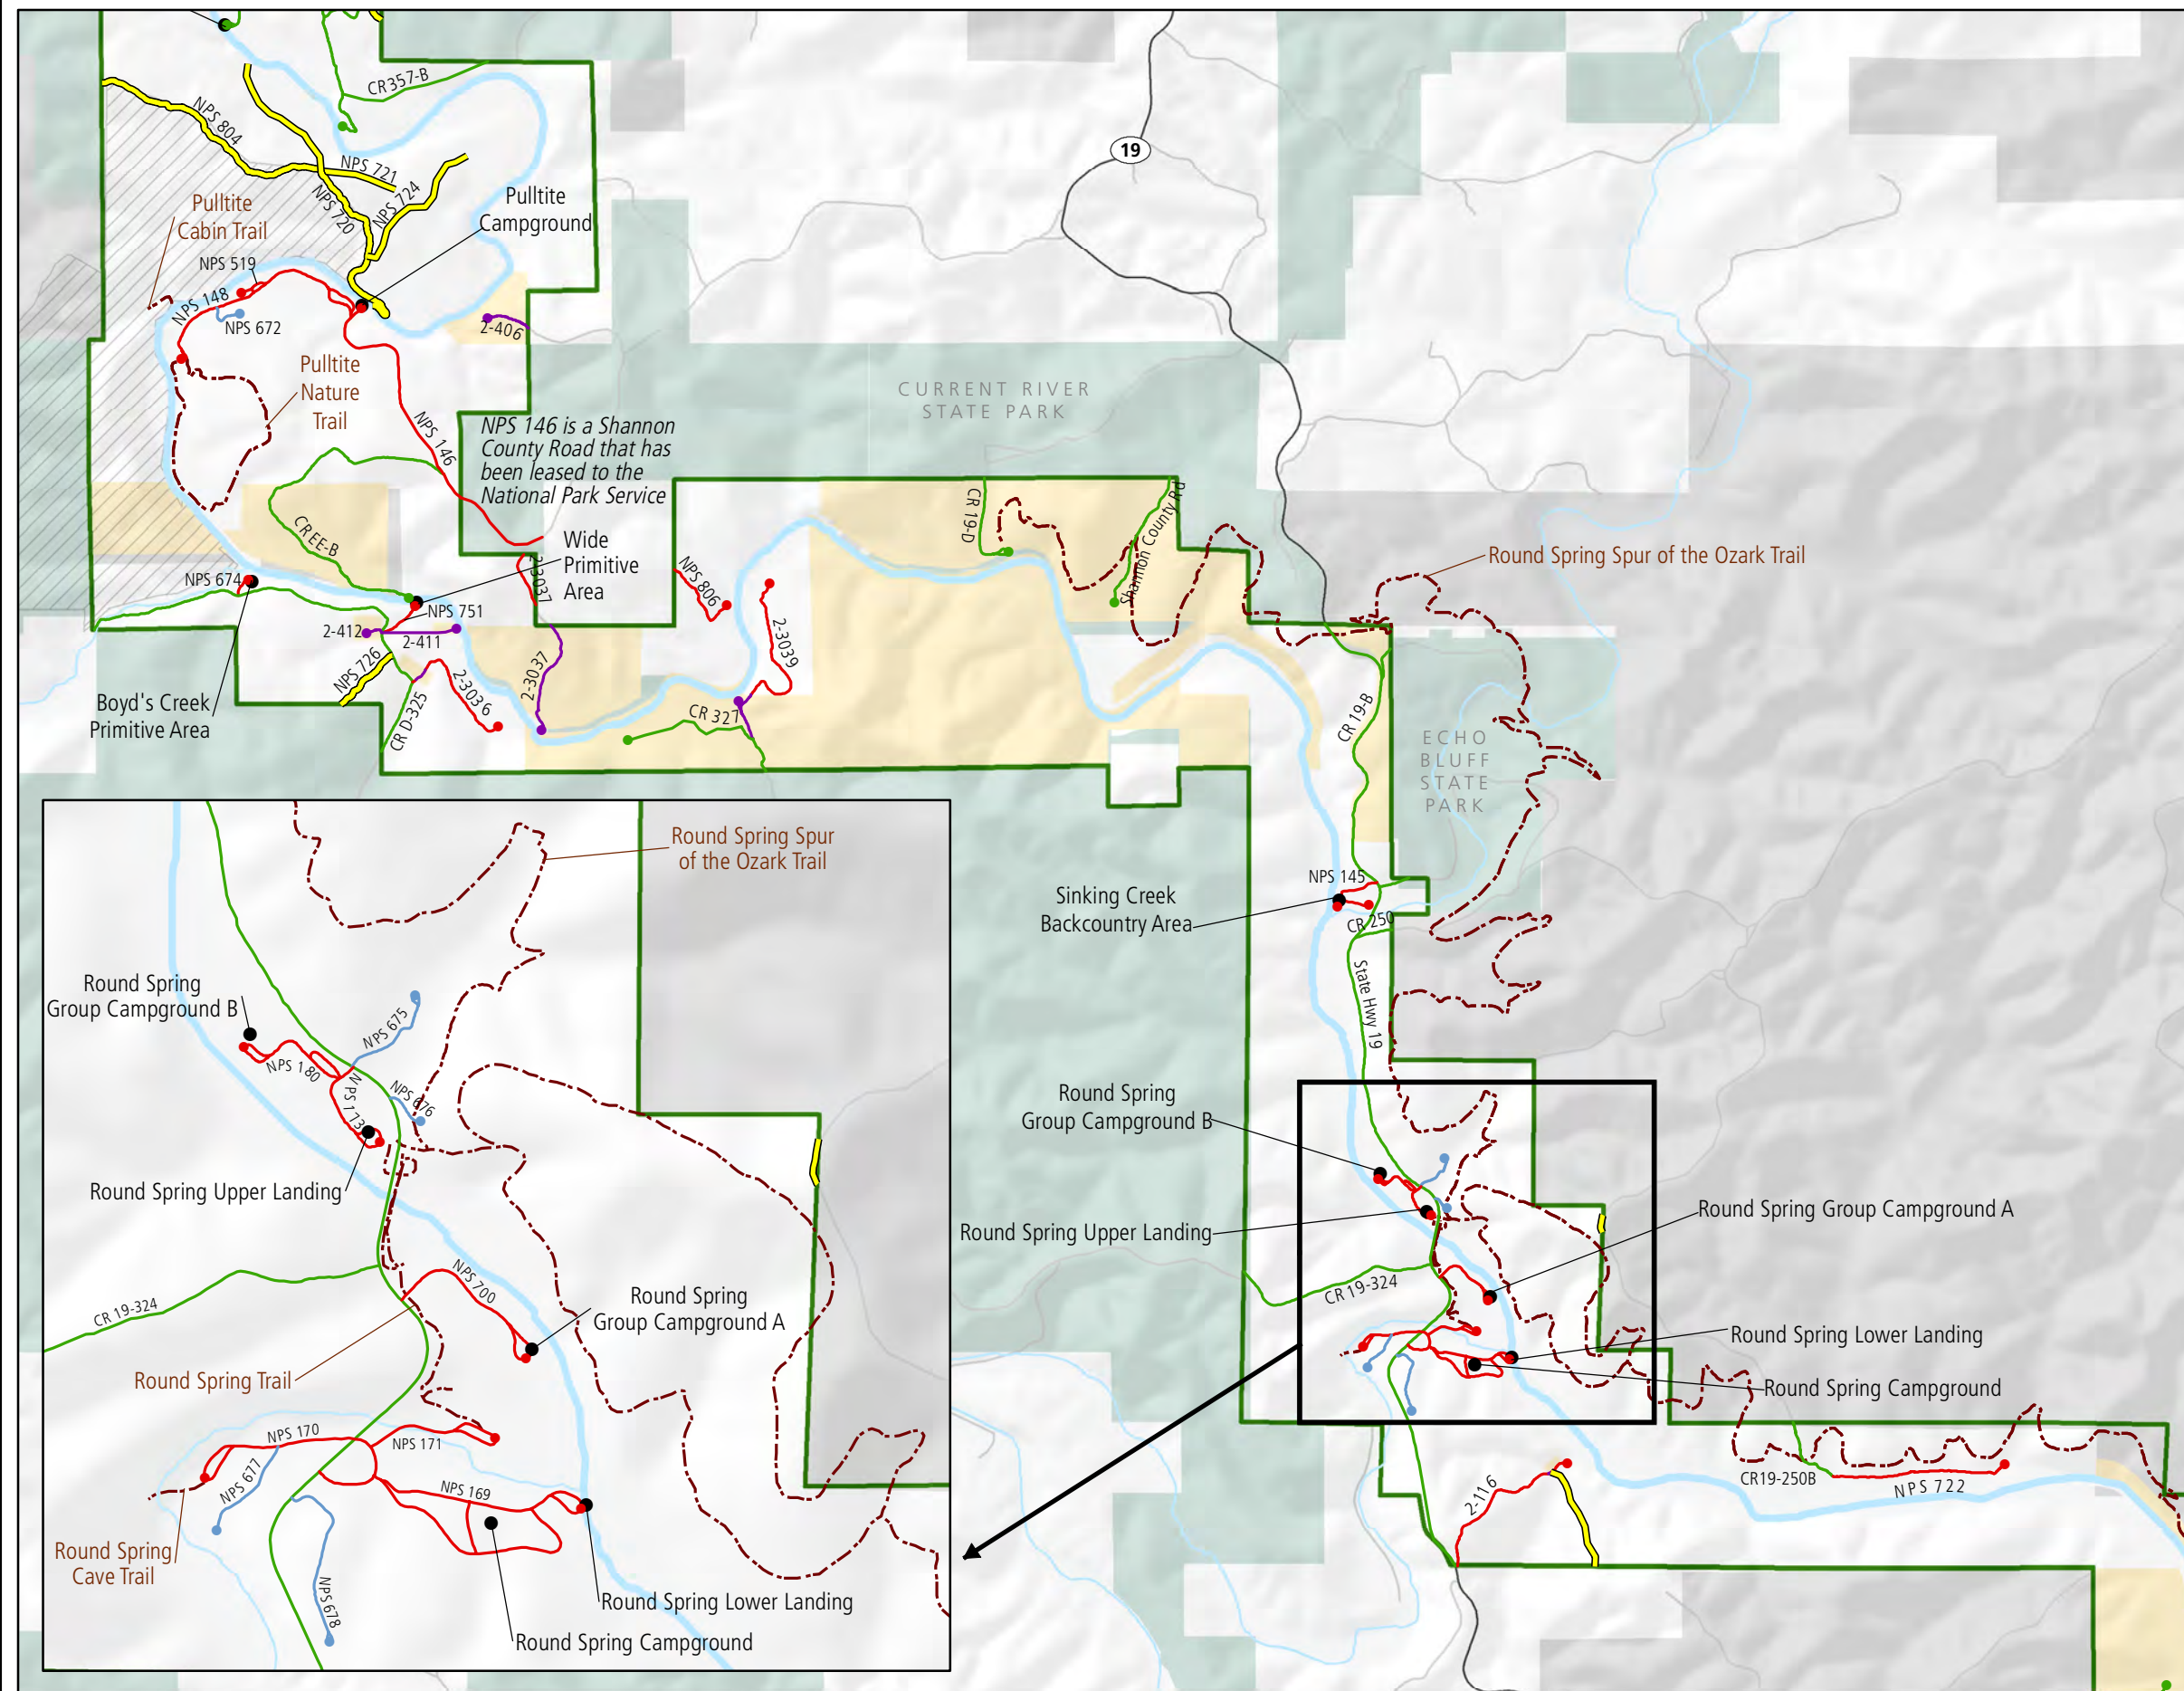 CR 357-B
NPS 804
NPS 721
NPS 720
NPS 724
Pulltite
Campground
Pulltite
Cabin Trail
NPS 519
NPS 148
NPS 672
2-406
Pulltite
Nature
Trail
NPS 146
NPS 146 is a Shannon
County Road that has
been leased to the
National Park Service
19
CURRENT RIVER
STATE PARK
CR EE-B
Wide
Primitive
Area
2-3037
NPS 674
NPS 751
2-412
2-411
NPS 726
CR D-325
2-3036
2-3037
NPS 806
2-3039
CR 327
CR 19-D
Shannon County Rd
Round Spring Spur of the Ozark Trail
Boyd's Creek
Primitive Area
CR 19-B
ECHO
BLUFF
STATE
PARK
NPS 145
Sinking Creek
Backcountry Area
CR 250
State Hwy 19
Round Spring
Group Campground B
Round Spring Upper Landing
Round Spring Group Campground A
CR 19-324
Round Spring Lower Landing
Round Spring Campground
CR19-250B
NPS 722
2-116
Round Spring Spur
of the Ozark Trail
Round Spring
Group Campground B
NPS 675
NPS 180
NPS 173
NPS 676
Round Spring Upper Landing
NPS 700
Round Spring
Group Campground A
CR 19-324
Round Spring Trail
NPS 170
NPS 171
NPS 677
NPS 169
Round Spring
Cave Trail
NPS 678
Round Spring Lower Landing
Round Spring Campground